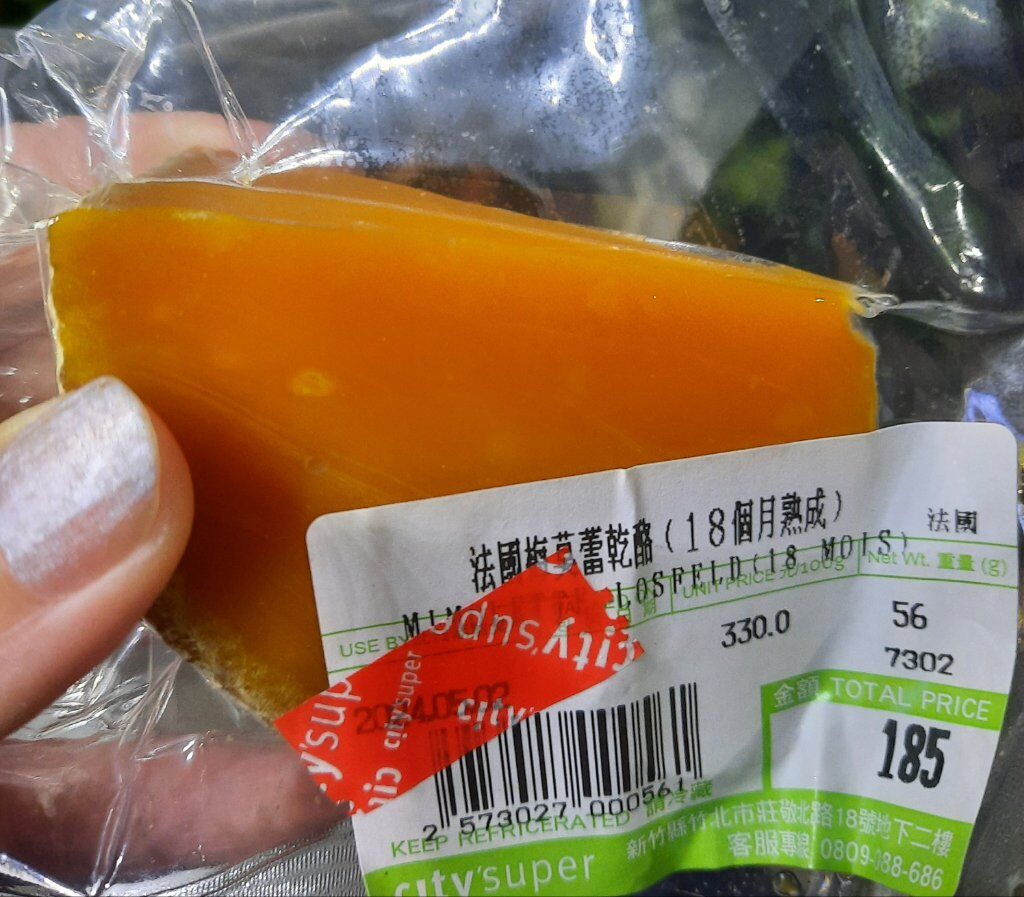 法國梅莫蕾乾酪(18個月熟成)
法國
LOSFELD(18 MOIS)
USE BY
UNIT PRICE 元/100g
Net Wt. 重量(g)
330.0
56
7302
2024.05.02
金額 TOTAL PRICE
185
city'super
city'super
city'
2 573027 000561
KEEP REFRIGERATED 請冷藏
新竹縣竹北市莊敬北路18號地下二樓
city'super
客服專線 0809-088-686